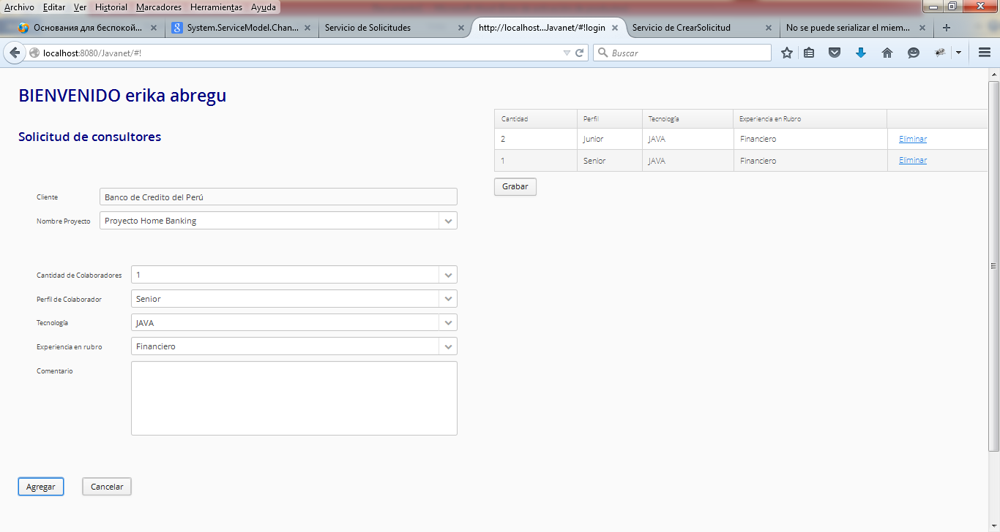 Archivo Editar Ver Historial Marcadores Herramientas Ayuda
Основания для беспокой... System.ServiceModel.Chan... Servicio de Solicitudes http://localhost...Javanet/#!login Servicio de CrearSolicitud No se puede serializar el miem...
localhost:8080/Javanet/#! Buscar
BIENVENIDO erika abregu
Solicitud de consultores
Cliente Banco de Credito del Perú
Nombre Proyecto Proyecto Home Banking
Cantidad de Colaboradores 1
Perfil de Colaborador Senior
Tecnología JAVA
Experiencia en rubro Financiero
Comentario
Agregar Cancelar
Cantidad Perfil Tecnología Experiencia en Rubro
2 Junior JAVA Financiero Eliminar
1 Senior JAVA Financiero Eliminar
Grabar